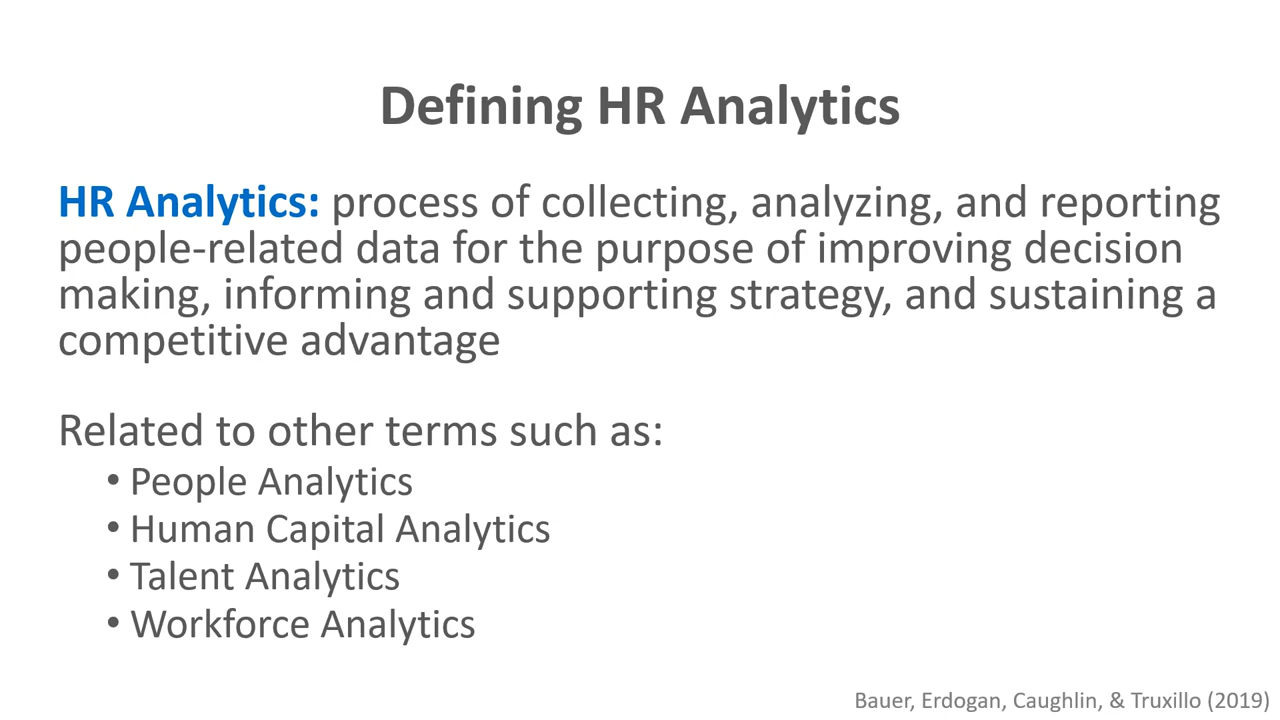 Defining HR Analytics
HR Analytics: process of collecting, analyzing, and reporting
people-related data for the purpose of improving decision
making, informing and supporting strategy, and sustaining a
competitive advantage
Related to other terms such as:
• People Analytics
• Human Capital Analytics
• Talent Analytics
• Workforce Analytics
Bauer, Erdogan, Caughlin, & Truxillo (2019)